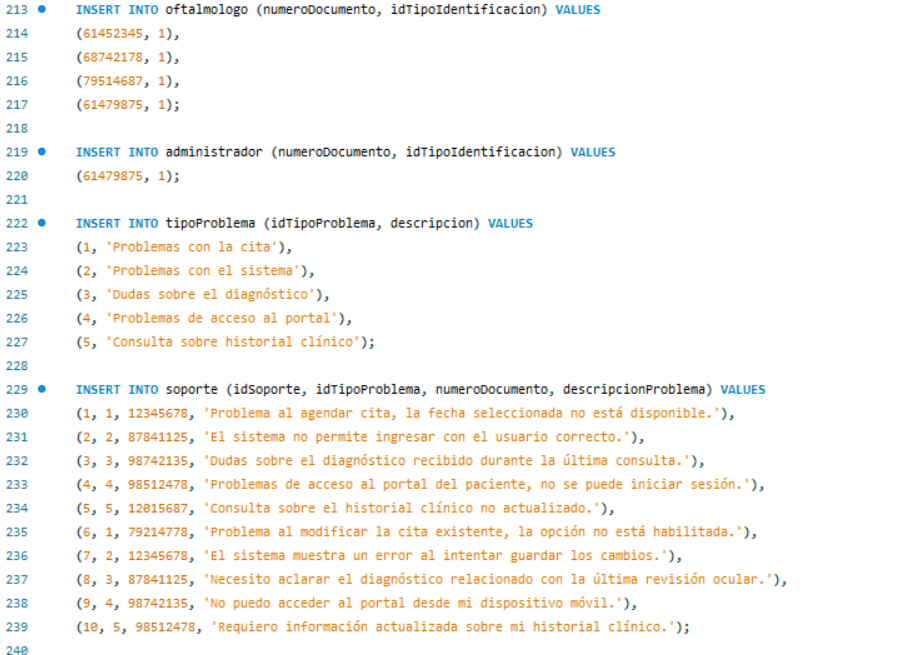 213 INSERT INTO oftalmologo (numeroDocumento, idTipoIdentificacion) VALUES
214 (61452345, 1),
215 (68742178, 1),
216 (79514687, 1),
217 (61479875, 1);
218
219 INSERT INTO administrador (numeroDocumento, idTipoIdentificacion) VALUES
220 (61479875, 1);
221
222 INSERT INTO tipoProblema (idTipoProblema, descripcion) VALUES
223 (1, 'Problemas con la cita'),
224 (2, 'Problemas con el sistema'),
225 (3, 'Dudas sobre el diagnóstico'),
226 (4, 'Problemas de acceso al portal'),
227 (5, 'Consulta sobre historial clínico');
228
229 INSERT INTO soporte (idSoporte, idTipoProblema, numeroDocumento, descripcionProblema) VALUES
230 (1, 1, 12345678, 'Problema al agendar cita, la fecha seleccionada no está disponible.'),
231 (2, 2, 87841125, 'El sistema no permite ingresar con el usuario correcto.'),
232 (3, 3, 98742135, 'Dudas sobre el diagnóstico recibido durante la última consulta.'),
233 (4, 4, 98512478, 'Problemas de acceso al portal del paciente, no se puede iniciar sesión.'),
234 (5, 5, 12015687, 'Consulta sobre el historial clínico no actualizado.'),
235 (6, 1, 79214778, 'Problema al modificar la cita existente, la opción no está habilitada.'),
236 (7, 2, 12345678, 'El sistema muestra un error al intentar guardar los cambios.'),
237 (8, 3, 87841125, 'Necesito aclarar el diagnóstico relacionado con la última revisión ocular.'),
238 (9, 4, 98742135, 'No puedo acceder al portal desde mi dispositivo móvil.'),
239 (10, 5, 98512478, 'Requiero información actualizada sobre mi historial clínico.');
240